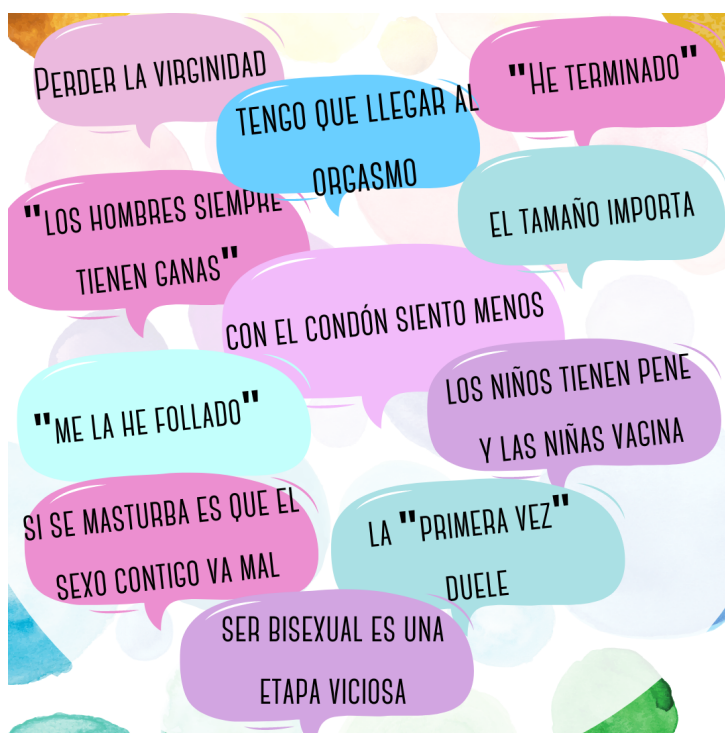 PERDER LA VIRGINIDAD
"HE TERMINADO"
TENGO QUE LLEGAR AL
ORGASMO
"LOS HOMBRES SIEMPRE
TIENEN GANAS"
EL TAMAÑO IMPORTA
CON EL CONDÓN SIENTO MENOS
LOS NIÑOS TIENEN PENE
Y LAS NIÑAS VAGINA
"ME LA HE FOLLADO"
SI SE MASTURBA ES QUE EL
SEXO CONTIGO VA MAL
LA "PRIMERA VEZ"
DUELE
SER BISEXUAL ES UNA
ETAPA VICIOSA